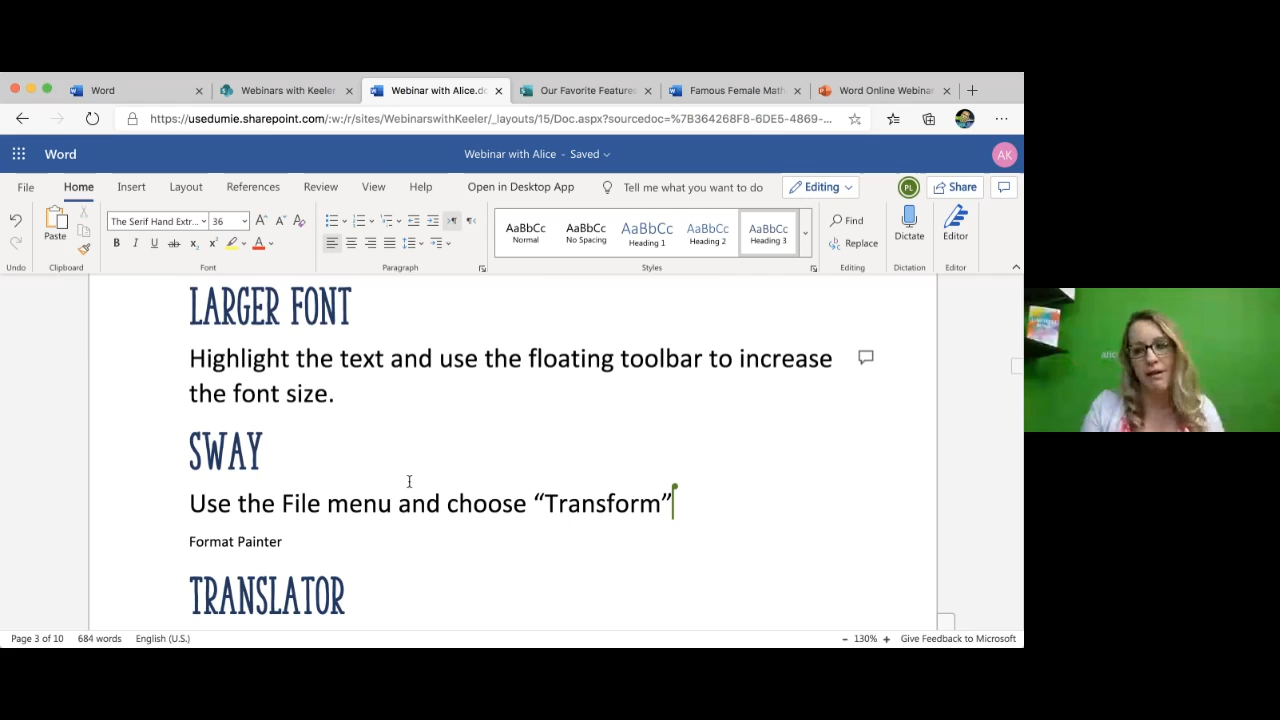 Word
Webinars with Keeler
Webinar with Alice.do
Our Favorite Features
Famous Female Math
Word Online Webinar
https://usedumie.sharepoint.com/:w:/r/sites/WebinarswithKeeler/_layouts/15/Doc.aspx?sourcedoc=%7B364268F8-6DE5-4869-...
Word
Webinar with Alice - Saved
AK
File Home Insert Layout References Review View Help Open in Desktop App Tell me what you want to do Editing PL Share
The Serif Hand Extr... 36
Paste
AaBbCc AaBbCc AaBbCc AaBbCc AaBbCc
Normal No Spacing Heading 1 Heading 2 Heading 3
Find
Replace
Dictate
Editor
Undo Clipboard Font Paragraph Styles Editing Dictation Editor
LARGER FONT
Highlight the text and use the floating toolbar to increase
the font size.
SWAY
Use the File menu and choose “Transform”
Format Painter
TRANSLATOR
Page 3 of 10 684 words English (U.S.) - 130% + Give Feedback to Microsoft